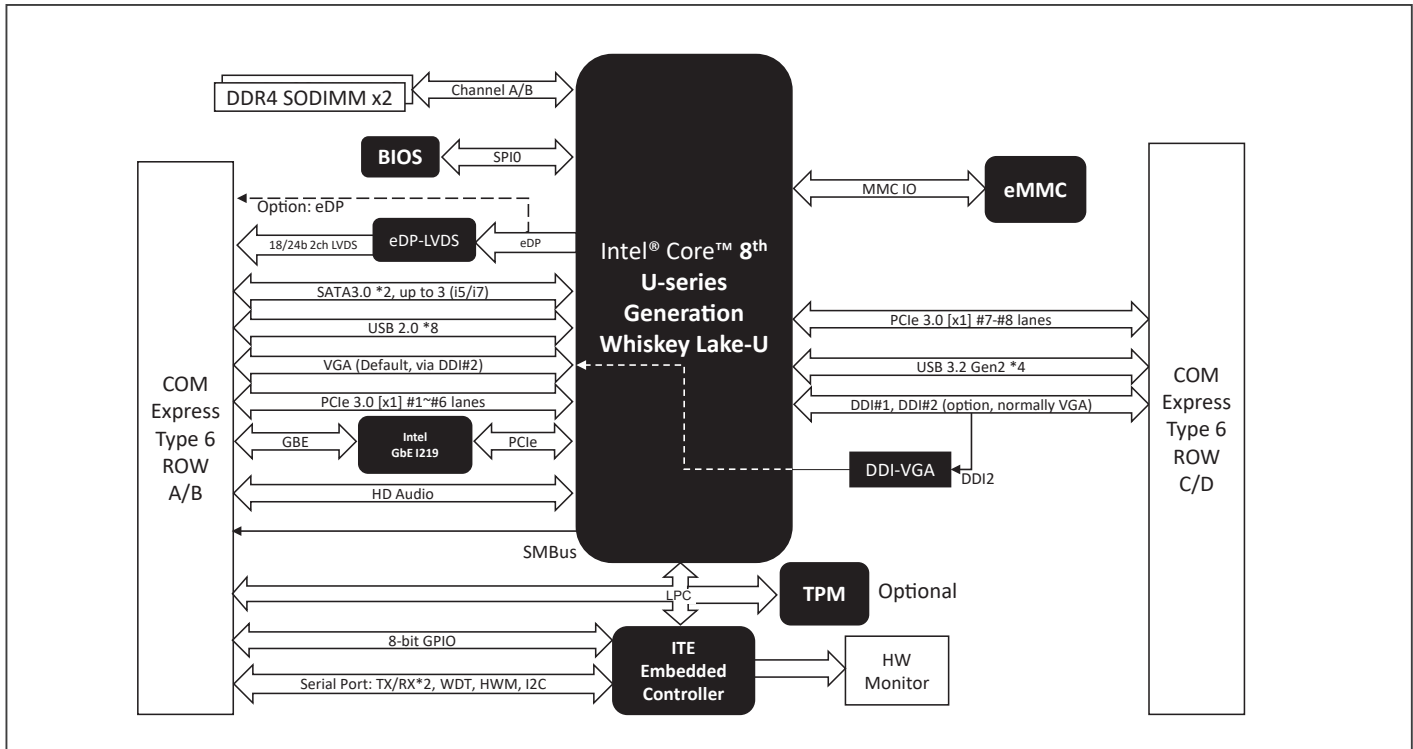 DDR4 SODIMM x2
Channel A/B
BIOS
SPI0
MMC IO
eMMC
Option: eDP
18/24b 2ch LVDS
eDP-LVDS
eDP
Intel® Core™ 8th
U-series
Generation
Whiskey Lake-U
SATA3.0 *2, up to 3 (i5/i7)
USB 2.0 *8
VGA (Default, via DDI#2)
PCIe 3.0 [x1] #1~#6 lanes
GBE
Intel
GbE I219
PCIe
HD Audio
SMBus
COM
Express
Type 6
ROW
A/B
PCIe 3.0 [x1] #7-#8 lanes
USB 3.2 Gen2 *4
DDI#1, DDI#2 (option, normally VGA)
DDI-VGA
DDI2
COM
Express
Type 6
ROW
C/D
LPC
TPM
Optional
8-bit GPIO
Serial Port: TX/RX*2, WDT, HWM, I2C
ITE
Embedded
Controller
HW
Monitor